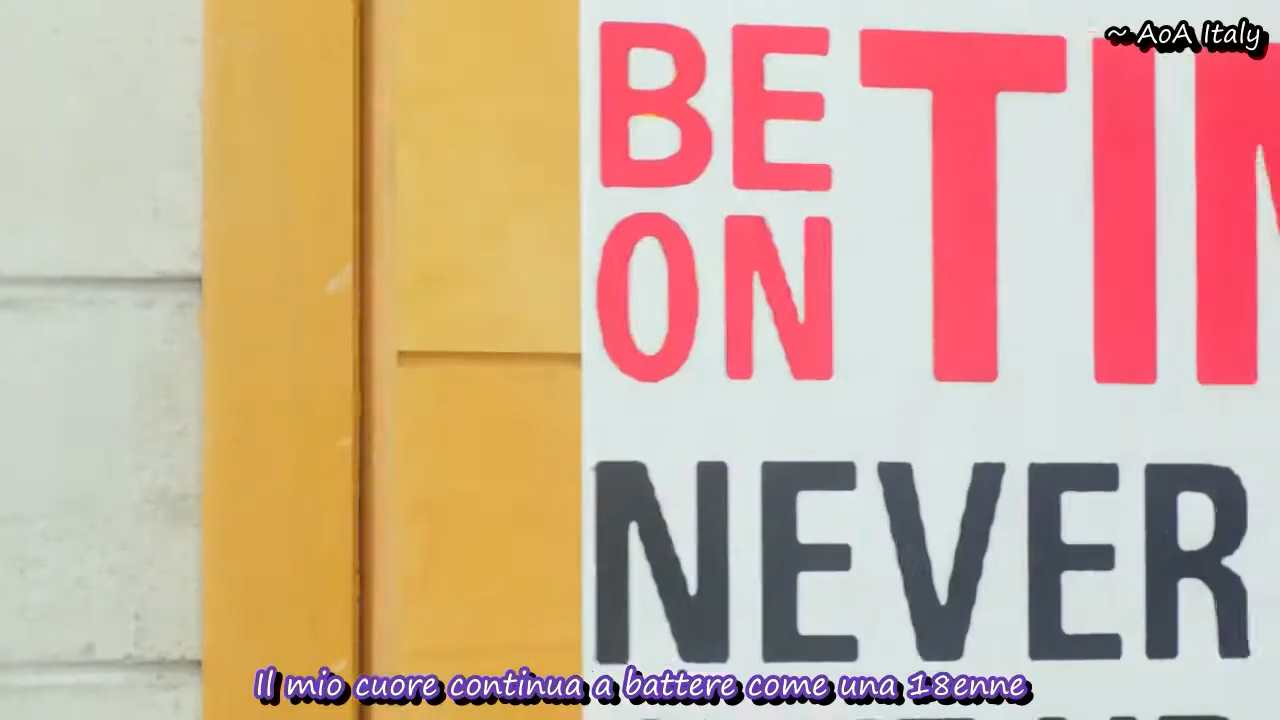 ~ AoA Italy
BE
ON
NEVER
Il mio cuore continua a battere come una 18enne